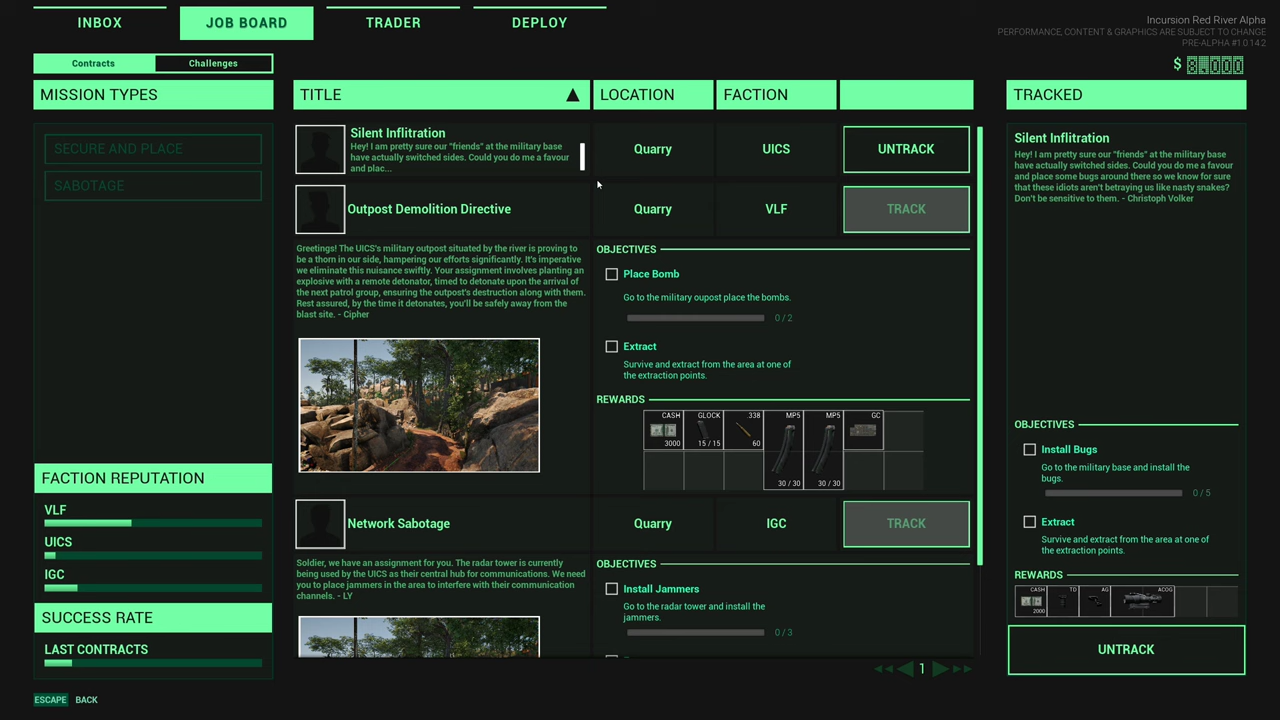 INBOX
JOB BOARD
TRADER
DEPLOY
Incursion Red River Alpha
PERFORMANCE, CONTENT & GRAPHICS ARE SUBJECT TO CHANGE
PRE-ALPHA #1.0.14.2
Contracts
Challenges
$
MISSION TYPES
TITLE
LOCATION
FACTION
TRACKED
SECURE AND PLACE
SABOTAGE
Silent Inflitration
Hey! I am pretty sure our "friends" at the military base
have actually switched sides. Could you do me a favour
and plac...
Quarry
UICS
UNTRACK
Outpost Demolition Directive
Quarry
VLF
TRACK
Greetings! The UICS's military outpost situated by the river is proving to
be a thorn in our side, hampering our efforts significantly. It's imperative
we eliminate this nuisance swiftly. Your assignment involves planting an
explosive with a remote detonator, timed to detonate upon the arrival of
the next patrol group, ensuring the outpost's destruction along with them.
Rest assured, by the time it detonates, you'll be safely away from the
blast site. - Cipher
OBJECTIVES
Place Bomb
Go to the military oupost place the bombs.
0 / 2
Extract
Survive and extract from the area at one of
the extraction points.
REWARDS
CASH
3000
GLOCK
15 / 15
.338
60
MP5
30 / 30
MP5
30 / 30
GC
Network Sabotage
Quarry
IGC
TRACK
Soldier, we have an assignment for you. The radar tower is currently
being used by the UICS as their central hub for communications. We need
you to place jammers in the area to interfere with their communication
channels. - LY
OBJECTIVES
Install Jammers
Go to the radar tower and install the
jammers.
0 / 3
1
FACTION REPUTATION
VLF
UICS
IGC
SUCCESS RATE
LAST CONTRACTS
ESCAPE
BACK
Silent Inflitration
Hey! I am pretty sure our "friends" at the military base
have actually switched sides. Could you do me a favour
and place some bugs around there so we know for sure
that these idiots aren't betraying us like nasty snakes?
Don't be sensitive to them. - Christoph Volker
OBJECTIVES
Install Bugs
Go to the military base and install the
bugs.
0 / 5
Extract
Survive and extract from the area at one of
the extraction points.
REWARDS
CASH
2000
TD
AG
ACOG
UNTRACK